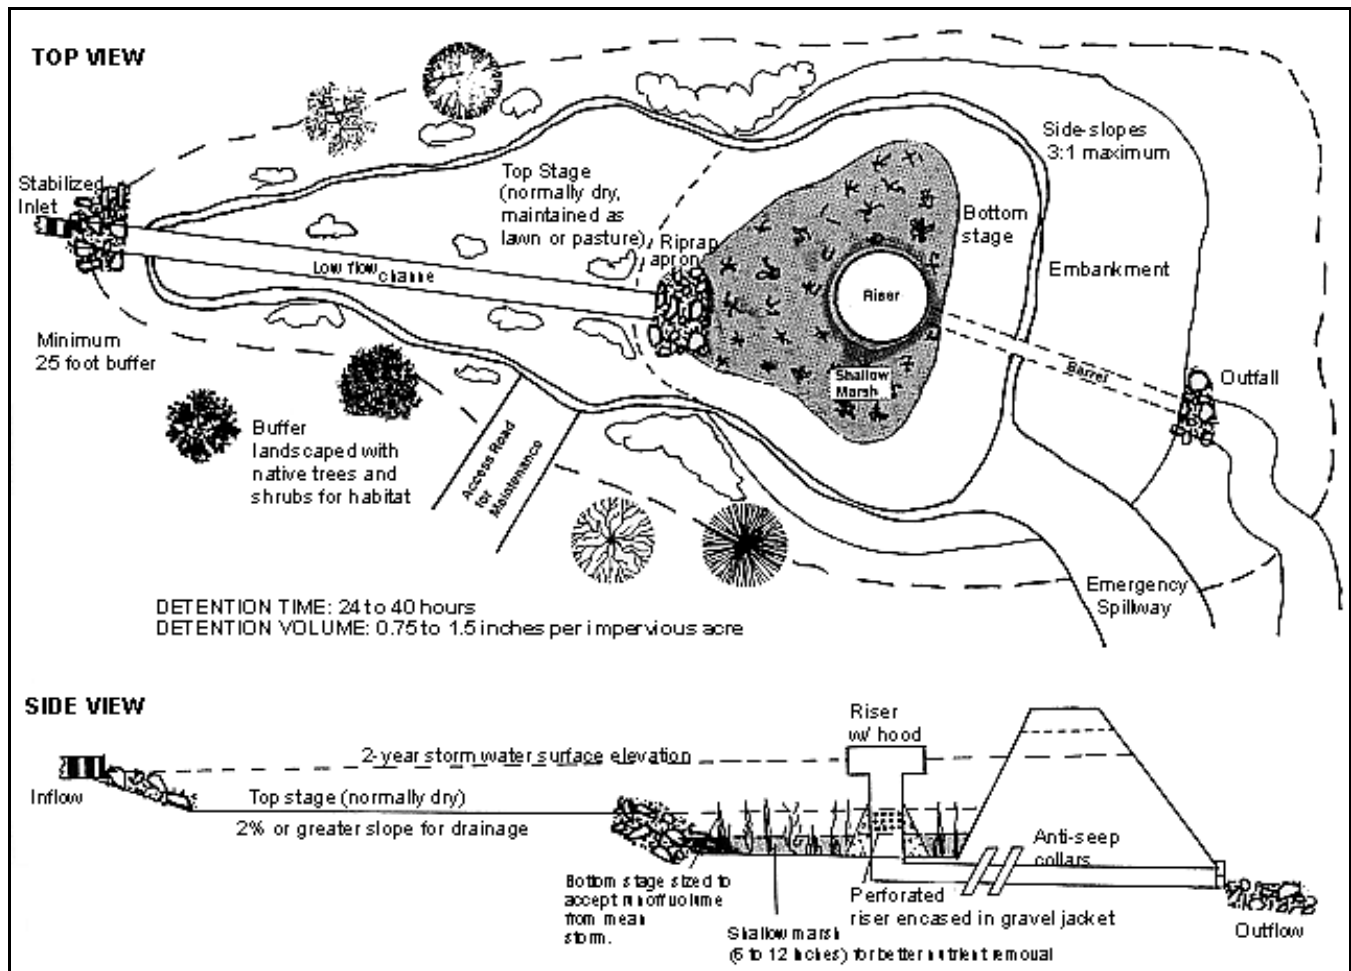 TOP VIEW
Stabilized
Inlet
Top Stage
(normally dry,
maintained as
lawn or pasture)
Riprap
apron
Low flow
channe
Side-slopes
3:1 maximum
Bottom
stage
Embankment
Riser
Shallow
Marsh
Barrel
Outfall
Minimum
25 foot buffer
Buffer
landscaped with
native trees and
shrubs for habitat
Access Road
for
Maintenance
Emergency
Spillway
DETENTION TIME: 24 to 40 hours
DETENTION VOLUME: 0.75 to 1.5 inches per impervious acre
SIDE VIEW
Riser
w/ hood
2-year storm water surface elevation
Inflow
Top stage (normally dry)
2% or greater slope for drainage
Anti-seep
collars
Bottom stage sized to
accept runoff volume
from mean
storm.
Perforated
riser encased in gravel jacket
Shallow marsh
(6 to 12 inches) for better nutrient removal
Outflow